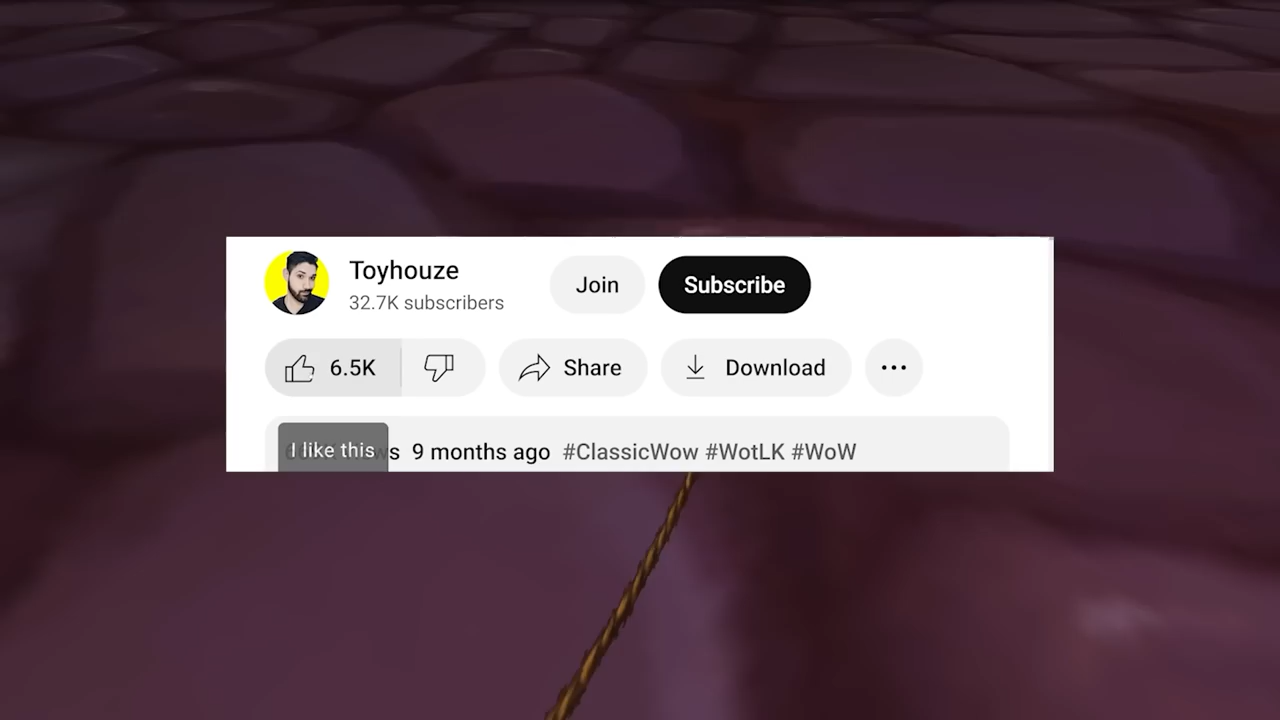 Toyhouze
32.7K subscribers
Join
Subscribe
6.5K
Share
Download
I like this
9 months ago #ClassicWow #WotLK #WoW